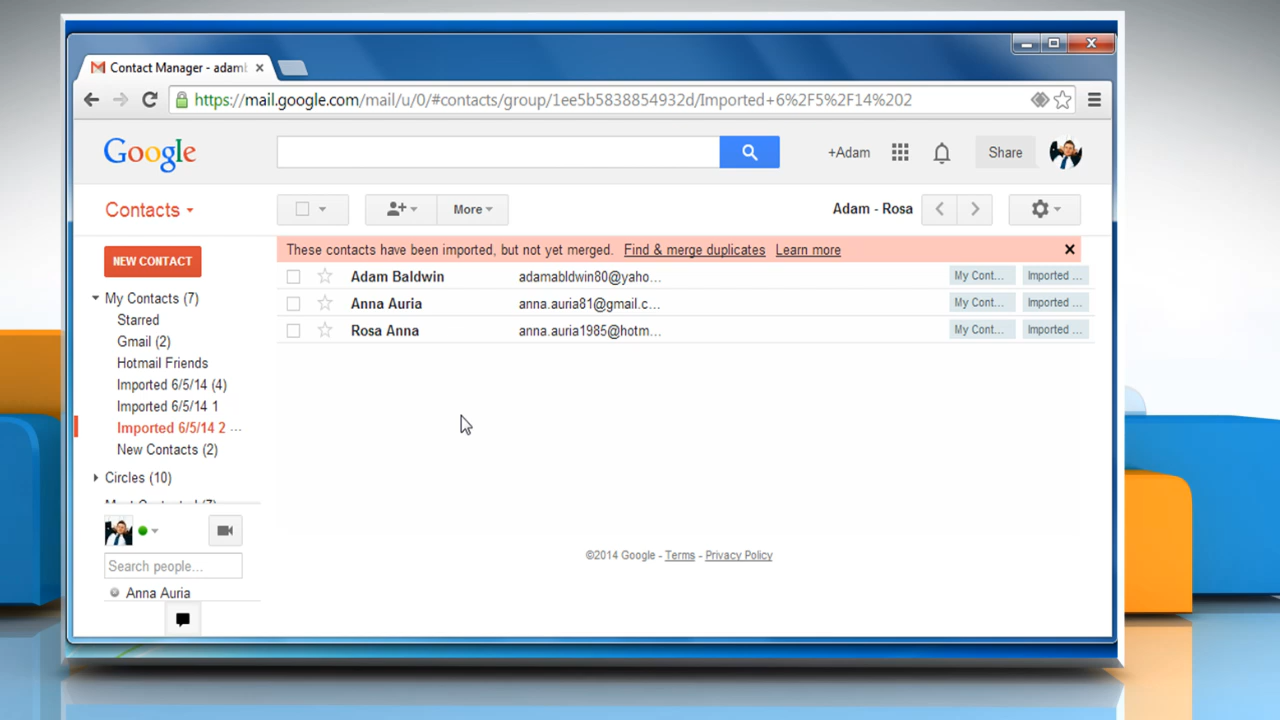 Contact Manager - adamb
https://mail.google.com/mail/u/0/#contacts/group/1ee5b5838854932d/Imported+6%2F5%2F14%202
Google
+Adam
Share
Contacts
More
Adam - Rosa
NEW CONTACT
These contacts have been imported, but not yet merged. Find & merge duplicates Learn more
Adam Baldwin adamabldwin80@yaho... My Cont... Imported ...
Anna Auria anna.auria81@gmail.c... My Cont... Imported ...
Rosa Anna anna.auria1985@hotm... My Cont... Imported ...
My Contacts (7)
Starred
Gmail (2)
Hotmail Friends
Imported 6/5/14 (4)
Imported 6/5/14 1
Imported 6/5/14 2 ...
New Contacts (2)
Circles (10)
Search people...
Anna Auria
©2014 Google - Terms - Privacy Policy